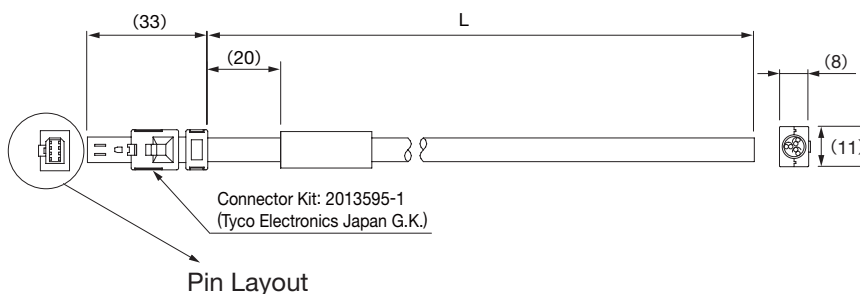 (33)
L
(20)
(8)
(11)
Connector Kit: 2013595-1
(Tyco Electronics Japan G.K.)
Pin Layout